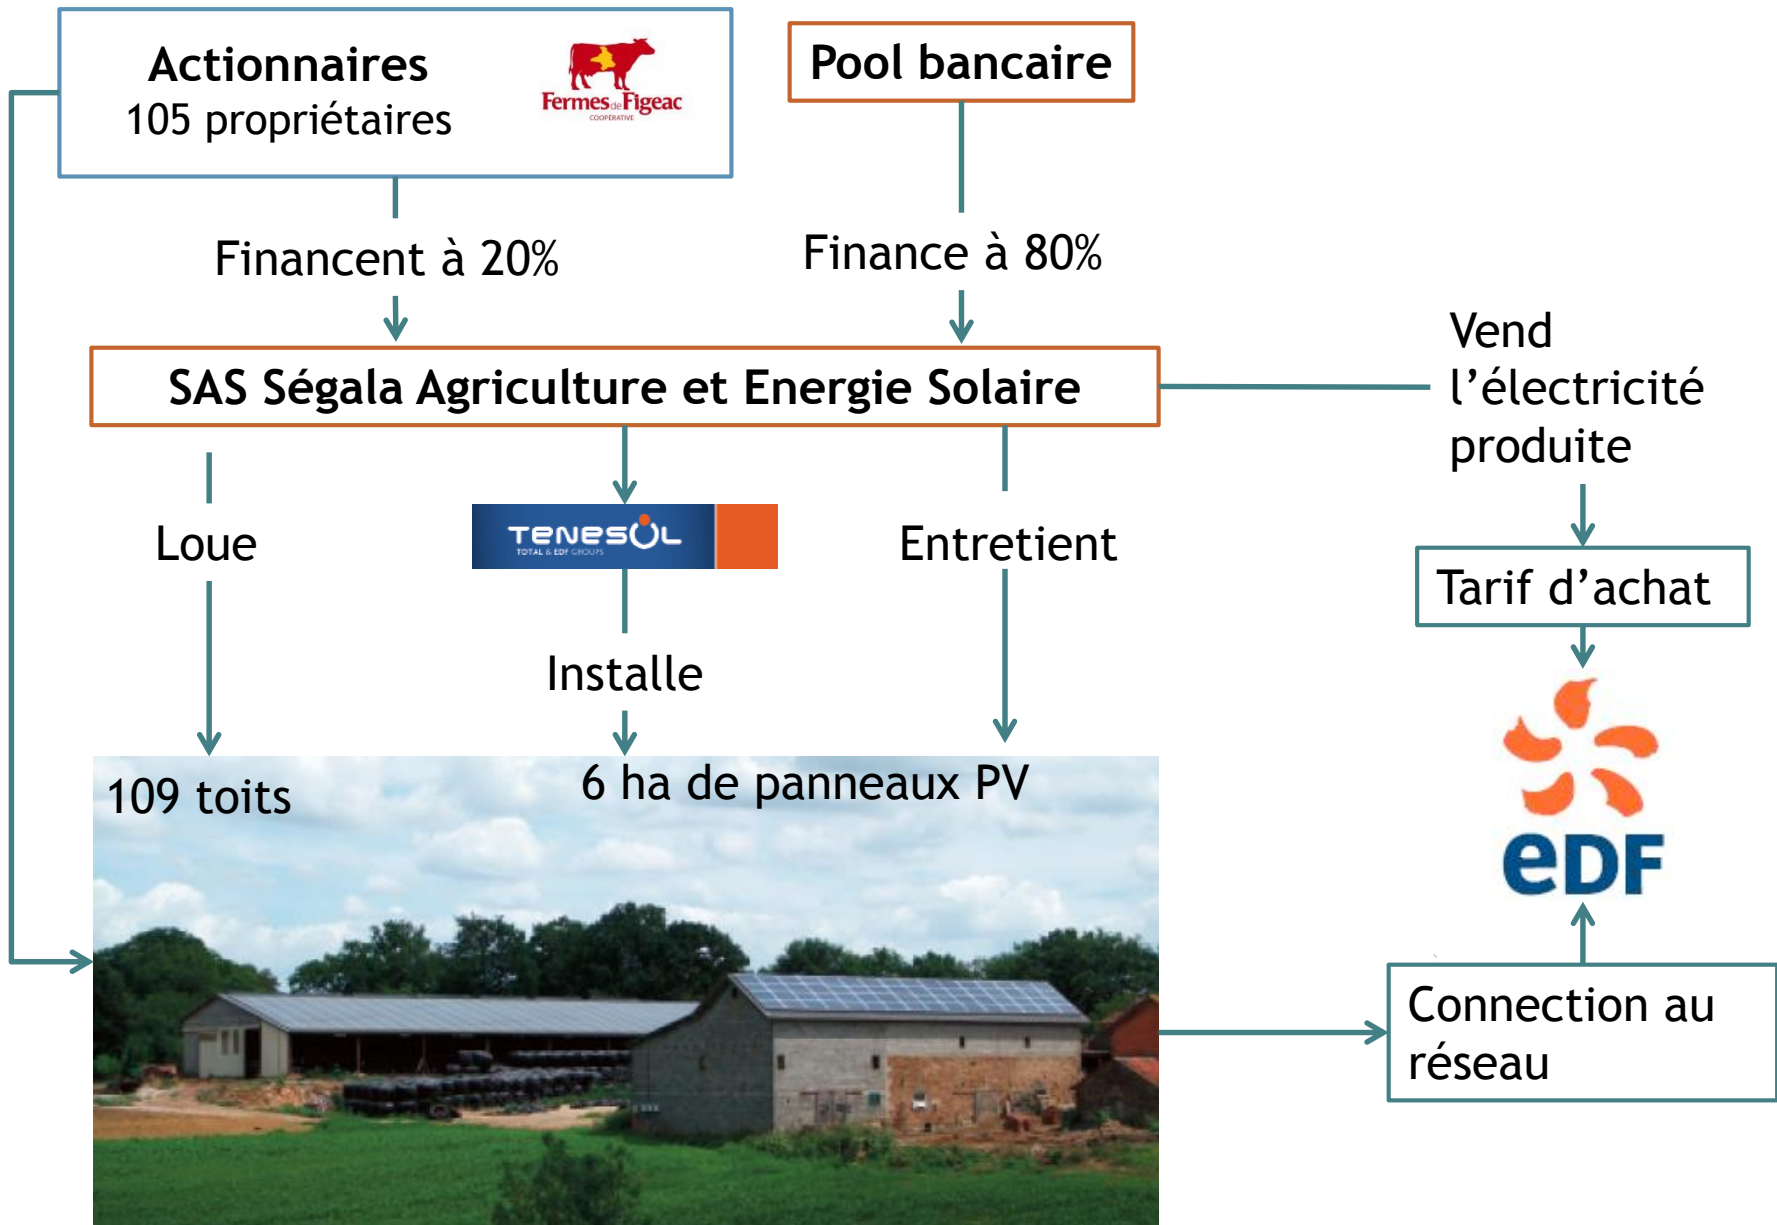 Actionnaires
105 propriétaires
Fermes de Figeac
COOPÉRATIVE
Pool bancaire
Financent à 20%
Finance à 80%
SAS Ségala Agriculture et Energie Solaire
Vend
l’électricité
produite
Loue
TENESOL
TOTAL & EDF GROUPS
Entretient
Tarif d’achat
Installe
109 toits
6 ha de panneaux PV
eDF
Connection au
réseau